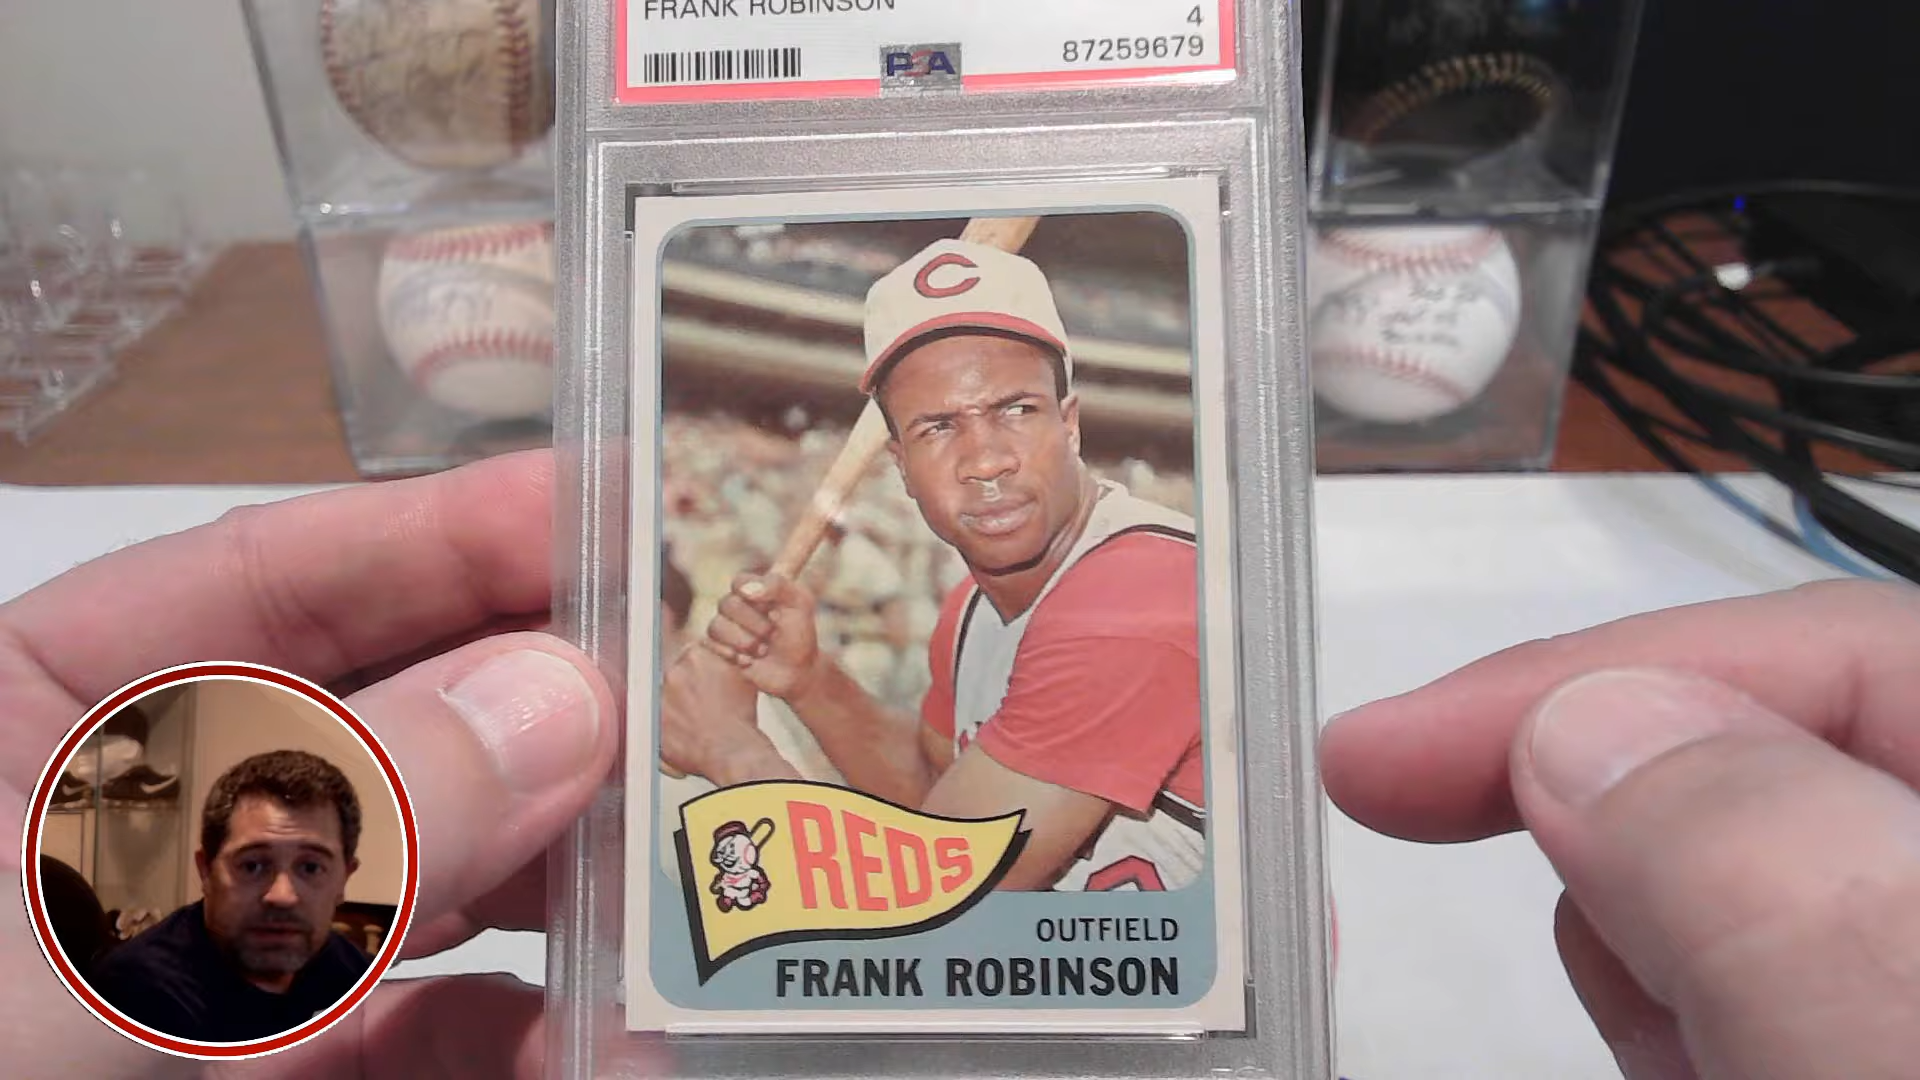 FRANK ROBINSON
4
PSA
87259679
C
REDS
OUTFIELD
FRANK ROBINSON